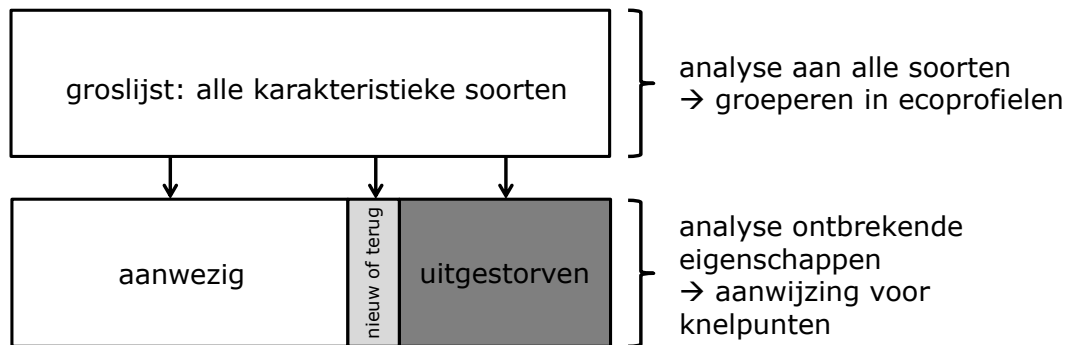 groslijst: alle karakteristieke soorten
analyse aan alle soorten
→ groeperen in ecoprofielen
aanwezig
nieuw of terug
uitgestorven
analyse ontbrekende
eigenschappen
→ aanwijzing voor
knelpunten